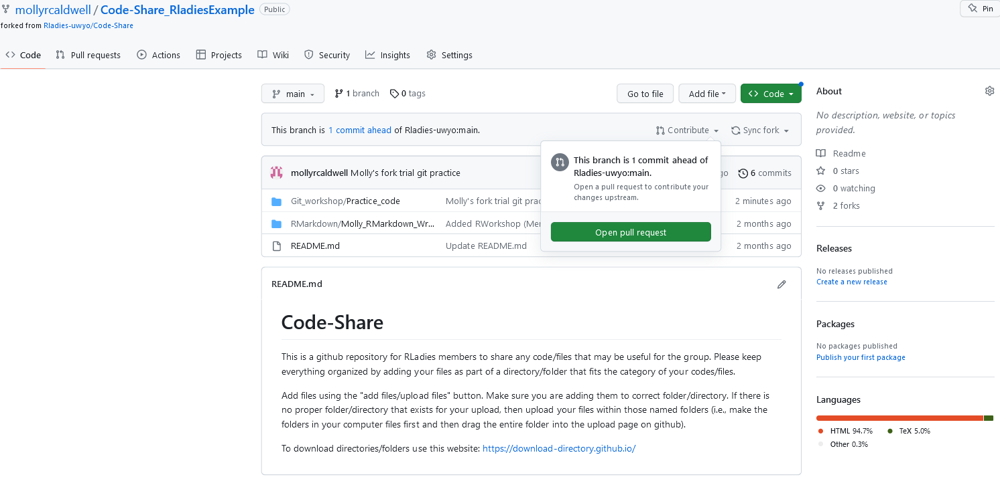 mollyrcaldwell / Code-Share_RladiesExample Public
Pin
forked from Rladies-uwyo/Code-Share
Code Pull requests Actions Projects Wiki Security Insights Settings
main 1 branch 0 tags Go to file Add file Code
This branch is 1 commit ahead of Rladies-uwyo:main. Contribute Sync fork
This branch is 1 commit ahead of
Rladies-uwyo:main.
Open a pull request to contribute your
changes upstream.
Open pull request
mollyrcaldwell Molly's fork trial git practice go 6 commits
Git_workshop/Practice_code Molly's fork trial git prac 2 minutes ago
RMarkdown/Molly_RMarkdown_Wr... Added RWorkshop (Mer 2 months ago
README.md Update README.md 2 months ago
README.md
Code-Share
This is a github repository for RLadies members to share any code/files that may be useful for the group. Please keep
everything organized by adding your files as part of a directory/folder that fits the category of your codes/files.
Add files using the "add files/upload files" button. Make sure you are adding them to correct folder/directory. If there is
no proper folder/directory that exists for your upload, then upload your files within those named folders (i.e., make the
folders in your computer files first and then drag the entire folder into the upload page on github).
To download directories/folders use this website: https://download-directory.github.io/
About
No description, website, or topics
provided.
Readme
0 stars
0 watching
2 forks
Releases
No releases published
Create a new release
Packages
No packages published
Publish your first package
Languages
HTML 94.7% TeX 5.0%
Other 0.3%